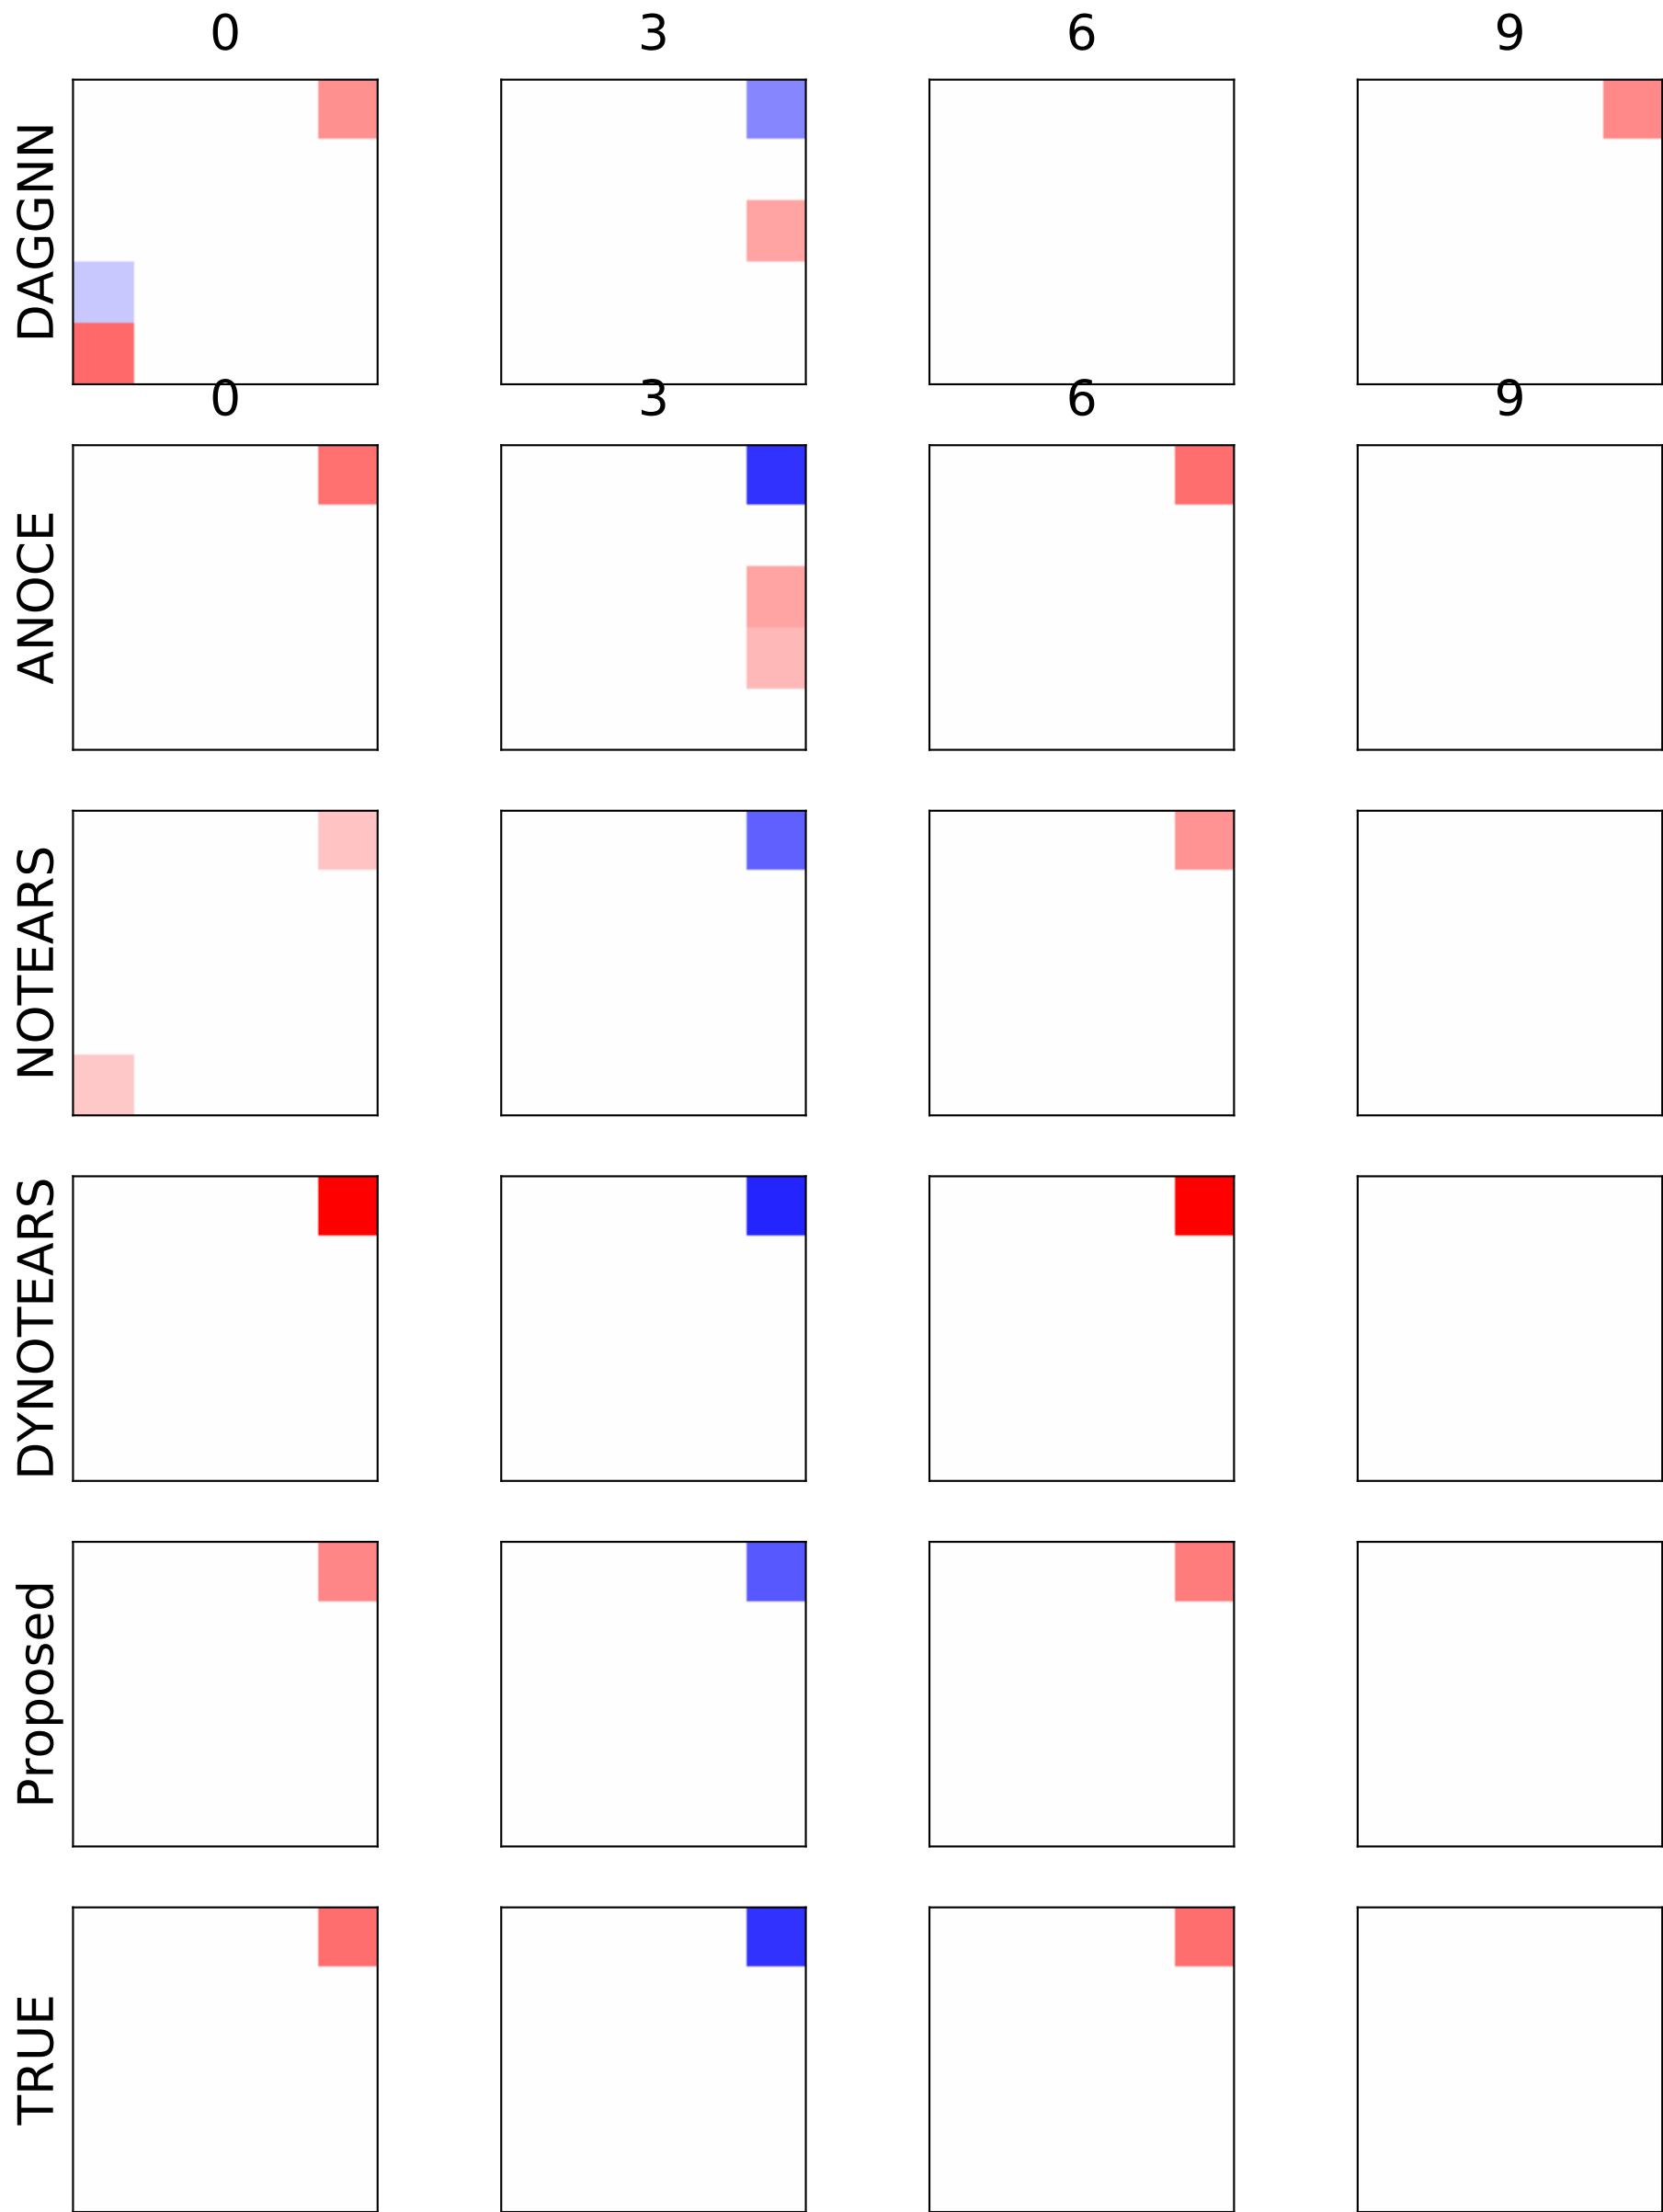 0 3 6 9
DAGGNN
0 3 6 9
ANOCE
NOTEARS
DYNOTEARS
Proposed
TRUE